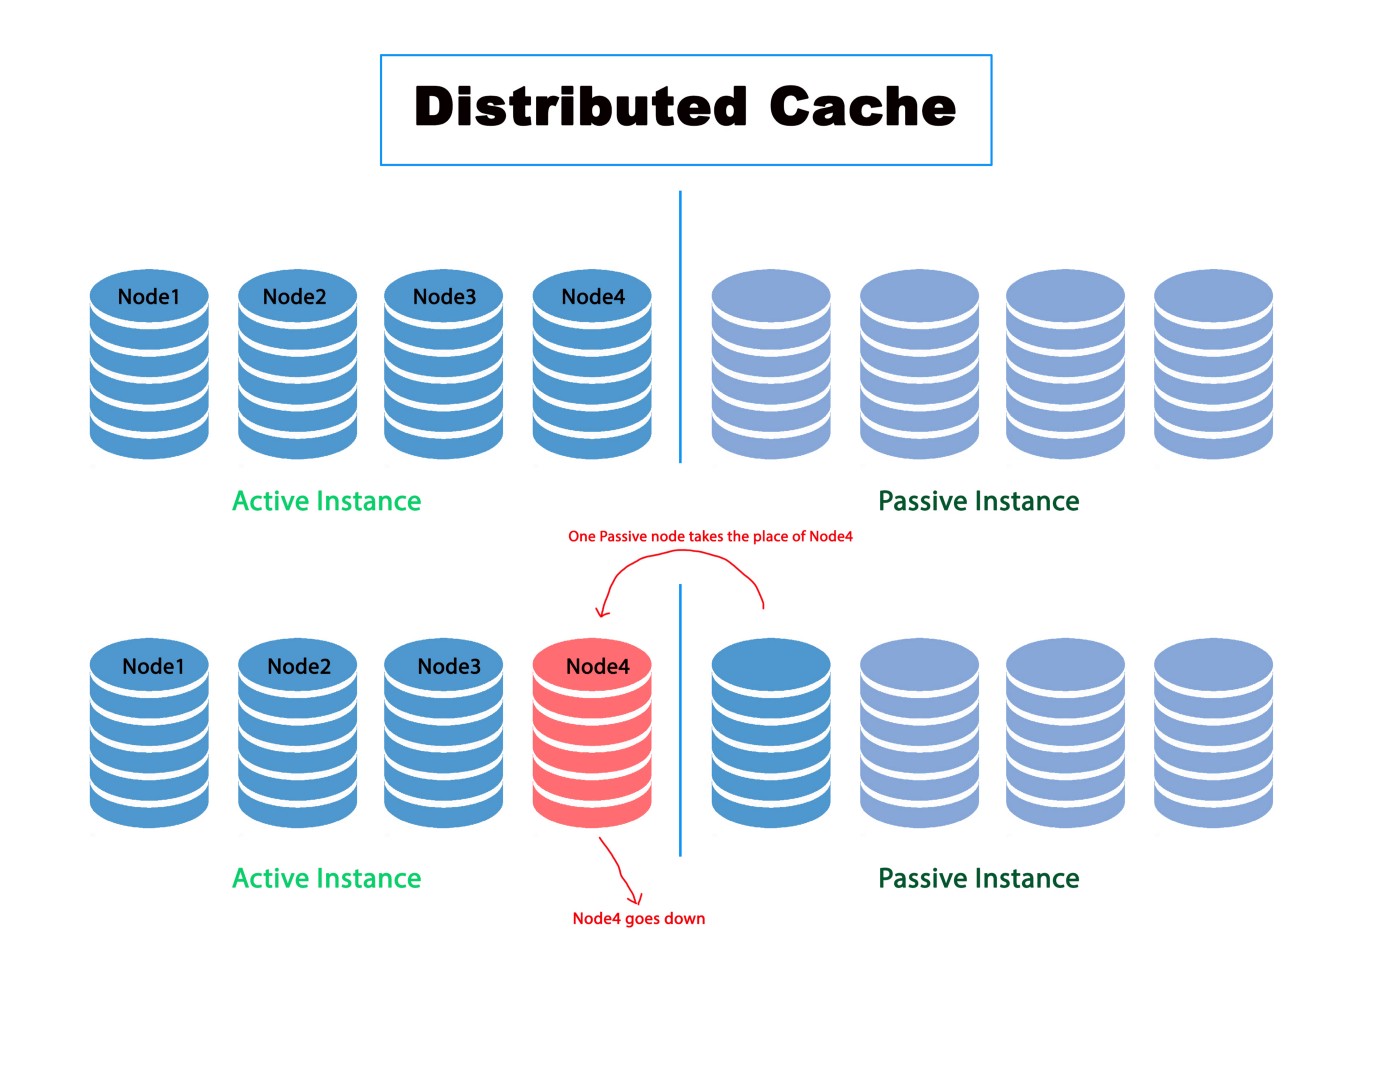 Distributed Cache
Node1
Node2
Node3
Node4
Active Instance
Passive Instance
One Passive node takes the place of Node4
Node1
Node2
Node3
Node4
Active Instance
Passive Instance
Node4 goes down